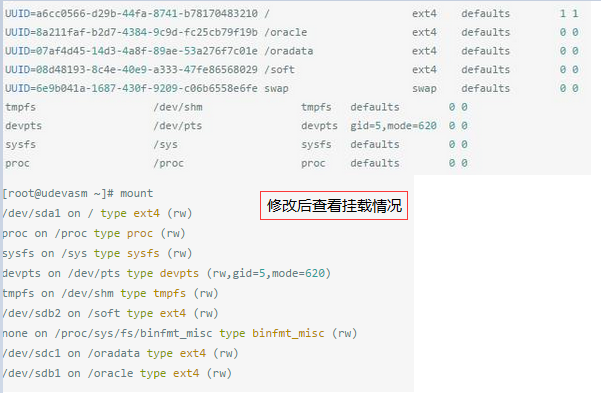 UUID=a6cc0566-d29b-44fa-8741-b78170483210 / ext4 defaults 1 1
UUID=8a211faf-b2d7-4384-9c9d-fc25cb79f19b /oracle ext4 defaults 0 0
UUID=07af4d45-14d3-4a8f-89ae-53a276f7c01e /oradata ext4 defaults 0 0
UUID=08d48193-8c4e-40e9-a333-47fe86568029 /soft ext4 defaults 0 0
UUID=6e9b041a-1687-430f-9209-c06b6558e6fe swap swap defaults 0 0
tmpfs /dev/shm tmpfs defaults 0 0
devpts /dev/pts devpts gid=5,mode=620 0 0
sysfs /sys sysfs defaults 0 0
proc /proc proc defaults 0 0
[root@udevasm ~]# mount
修改后查看挂载情况
/dev/sda1 on / type ext4 (rw)
proc on /proc type proc (rw)
sysfs on /sys type sysfs (rw)
devpts on /dev/pts type devpts (rw,gid=5,mode=620)
tmpfs on /dev/shm type tmpfs (rw)
/dev/sdb2 on /soft type ext4 (rw)
none on /proc/sys/fs/binfmt_misc type binfmt_misc (rw)
/dev/sdc1 on /oradata type ext4 (rw)
/dev/sdb1 on /oracle type ext4 (rw)